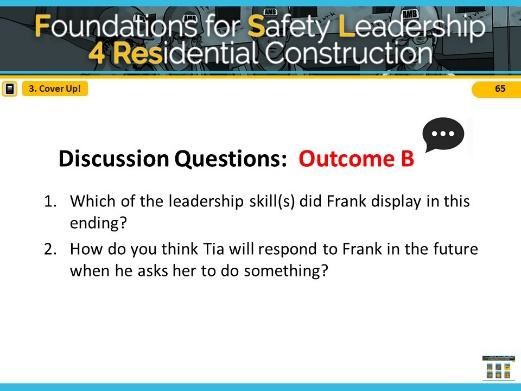 Foundations for Safety Leadership
4 Residential Construction
3. Cover Up!
65
Discussion Questions: Outcome B
1. Which of the leadership skill(s) did Frank display in this
ending?
2. How do you think Tia will respond to Frank in the future
when he asks her to do something?